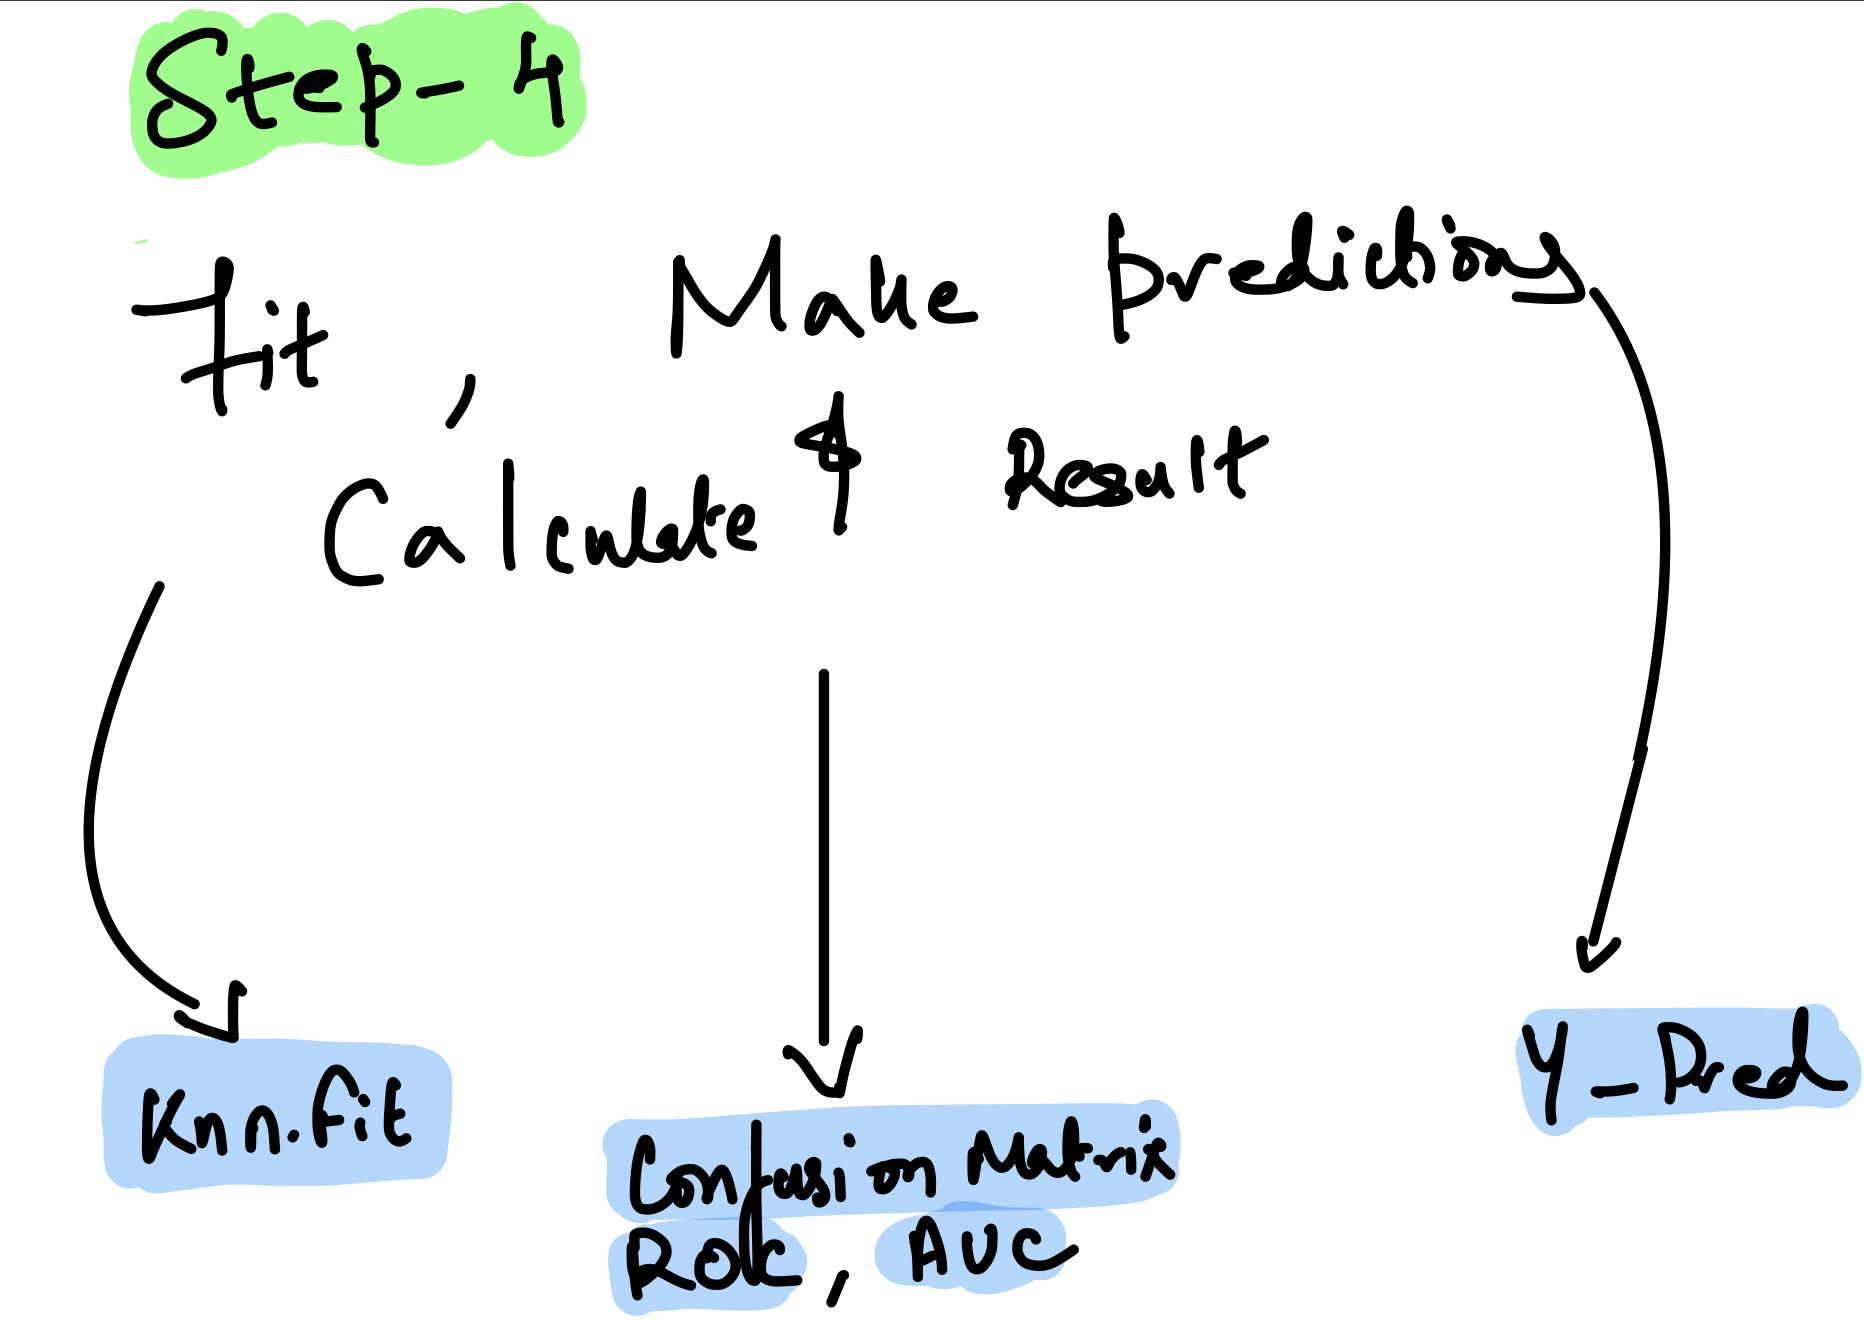 Step-4
Fit, Make predictions
Calculate & Result
Knn.fit
Confusion Matrix
ROC, AUC
Y_Pred